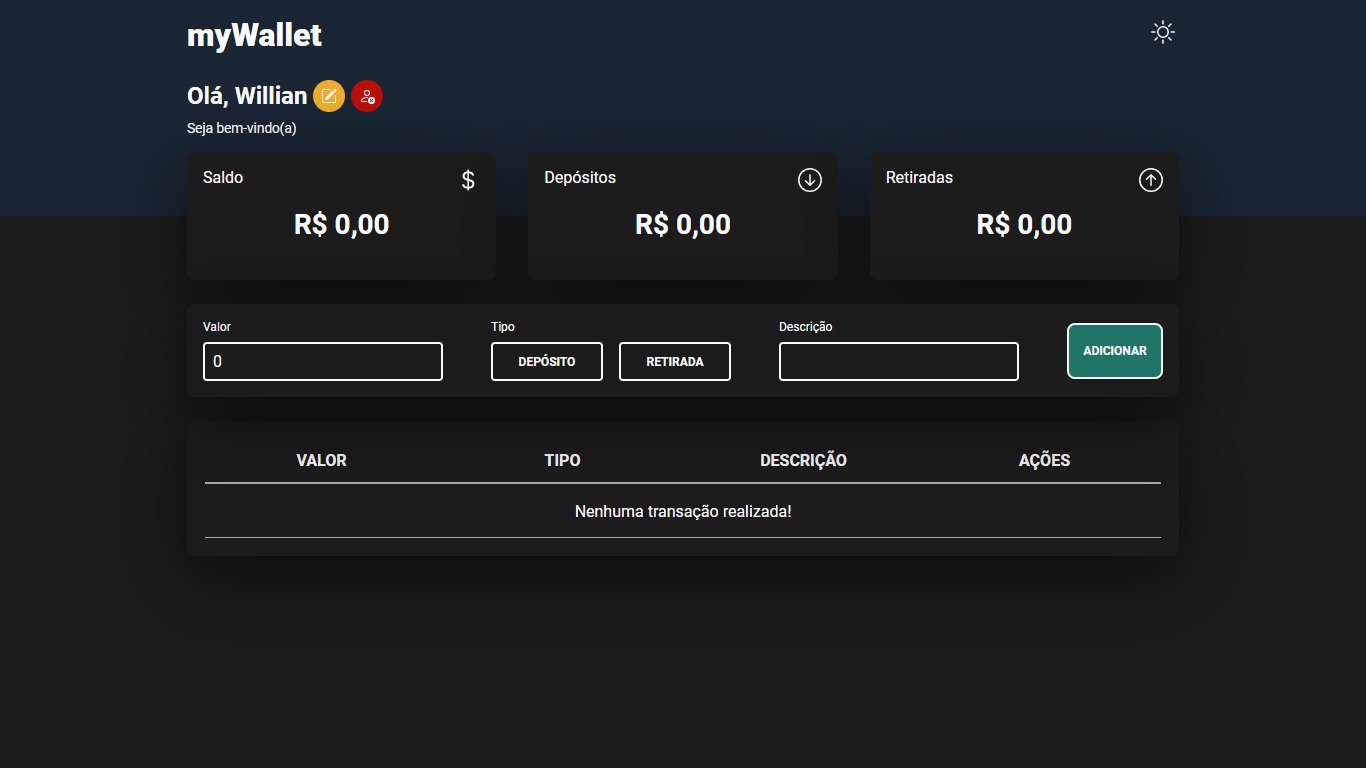 myWallet
Olá, Willian
Seja bem-vindo(a)
Saldo $ Depósitos Retiradas
R$ 0,00 R$ 0,00 R$ 0,00
Valor Tipo Descrição
0 DEPÓSITO RETIRADA ADICIONAR
VALOR TIPO DESCRIÇÃO AÇÕES
Nenhuma transação realizada!